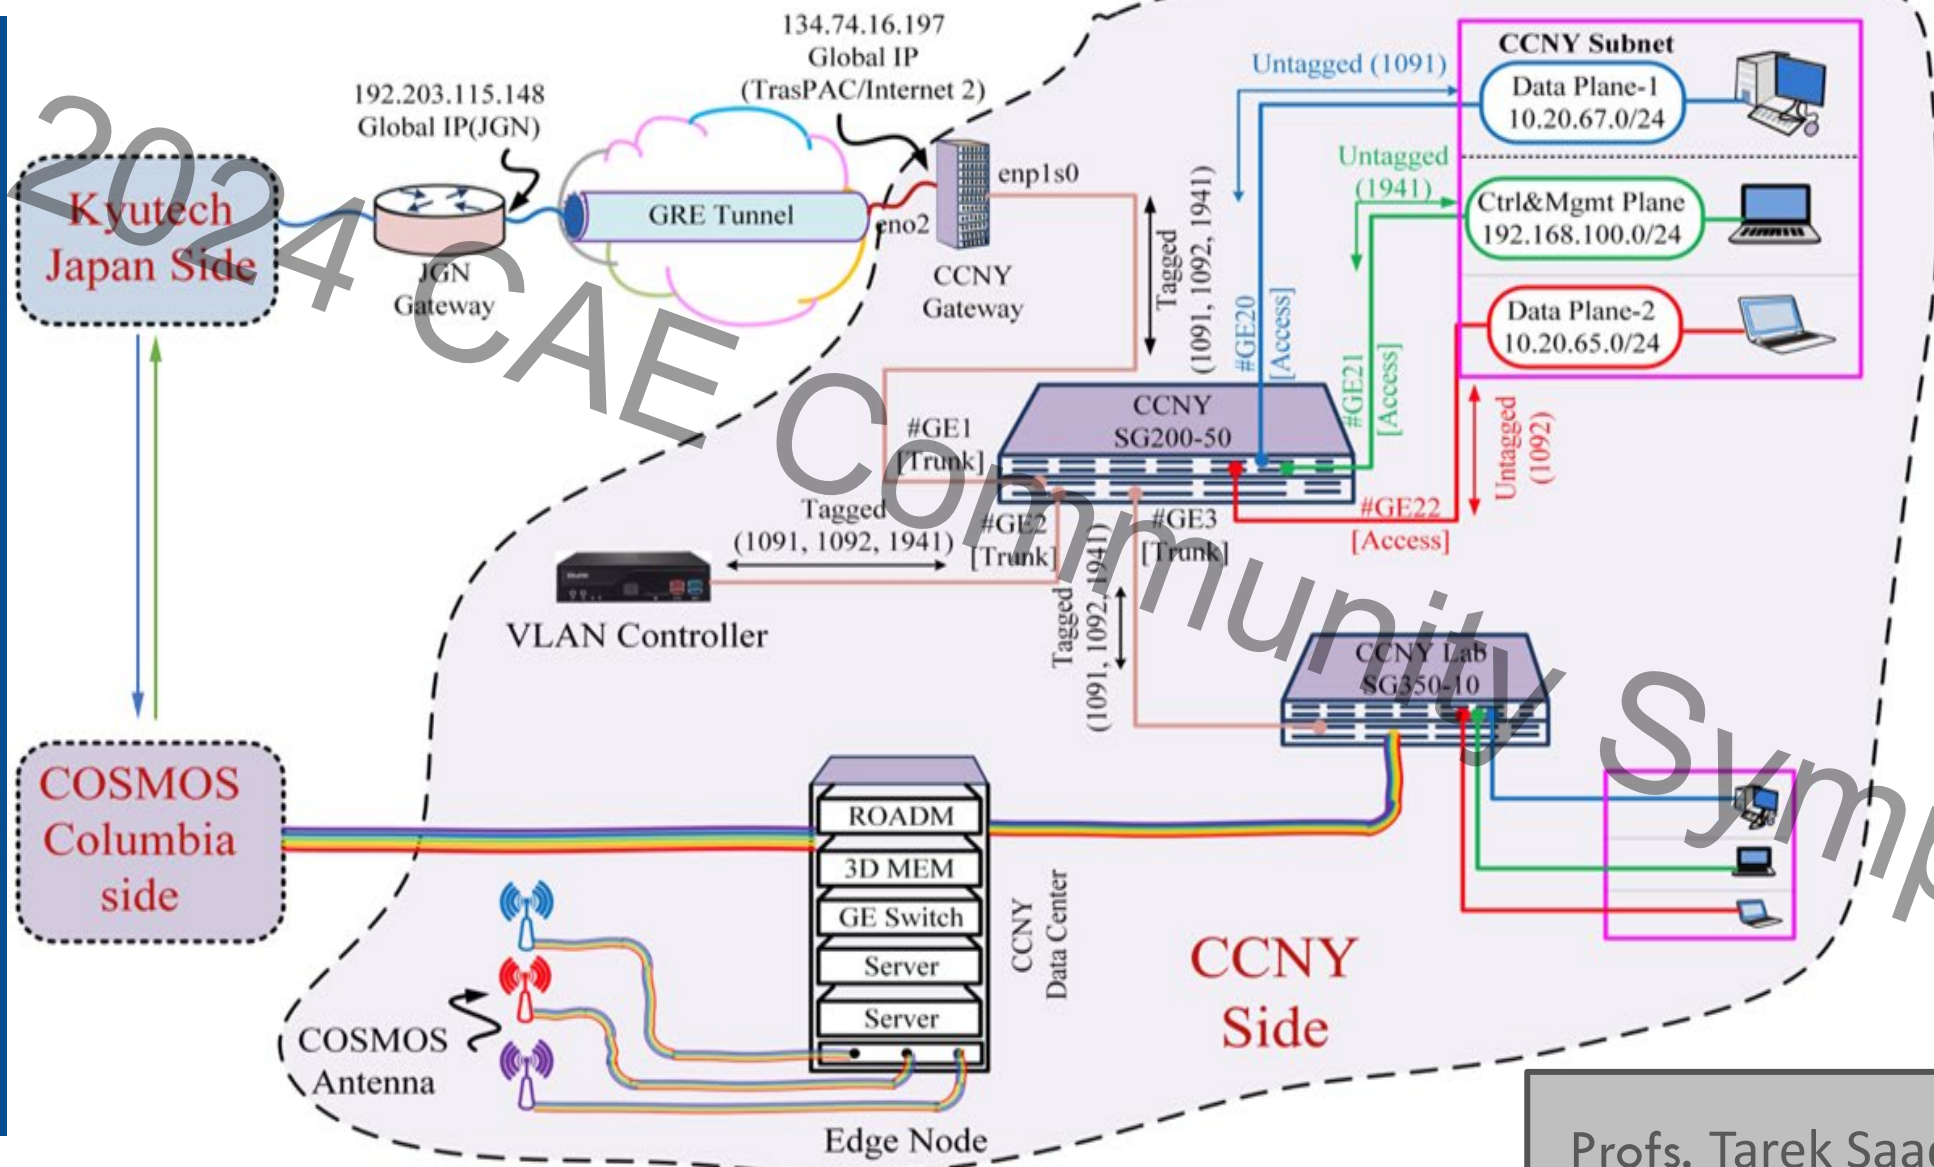 134.74.16.197
Global IP
(TrasPAC/Internet 2)
192.203.115.148
Global IP(JGN)
Kyutech
Japan Side
JGN
Gateway
GRE Tunnel
eno2
enp1s0
CCNY
Gateway
Tagged
(1091, 1092, 1941)
Untagged (1091)
Untagged
(1941)
CCNY Subnet
Data Plane-1
10.20.67.0/24
Ctrl&Mgmt Plane
192.168.100.0/24
Data Plane-2
10.20.65.0/24
#GE20
[Access]
#GE21
[Access]
Untagged
(1092)
#GE22
[Access]
CCNY
SG200-50
#GE1
[Trunk]
#GE2
[Trunk]
#GE3
[Trunk]
Tagged
(1091, 1092, 1941)
VLAN Controller
Tagged
(1091, 1092, 1941)
CCNY Lab
SG350-10
COSMOS
Columbia
side
ROADM
3D MEM
GE Switch
Server
Server
CCNY
Data Center
COSMOS
Antenna
Edge Node
CCNY
Side
2024 CAE Community Symp
Profs. Tarek Saad